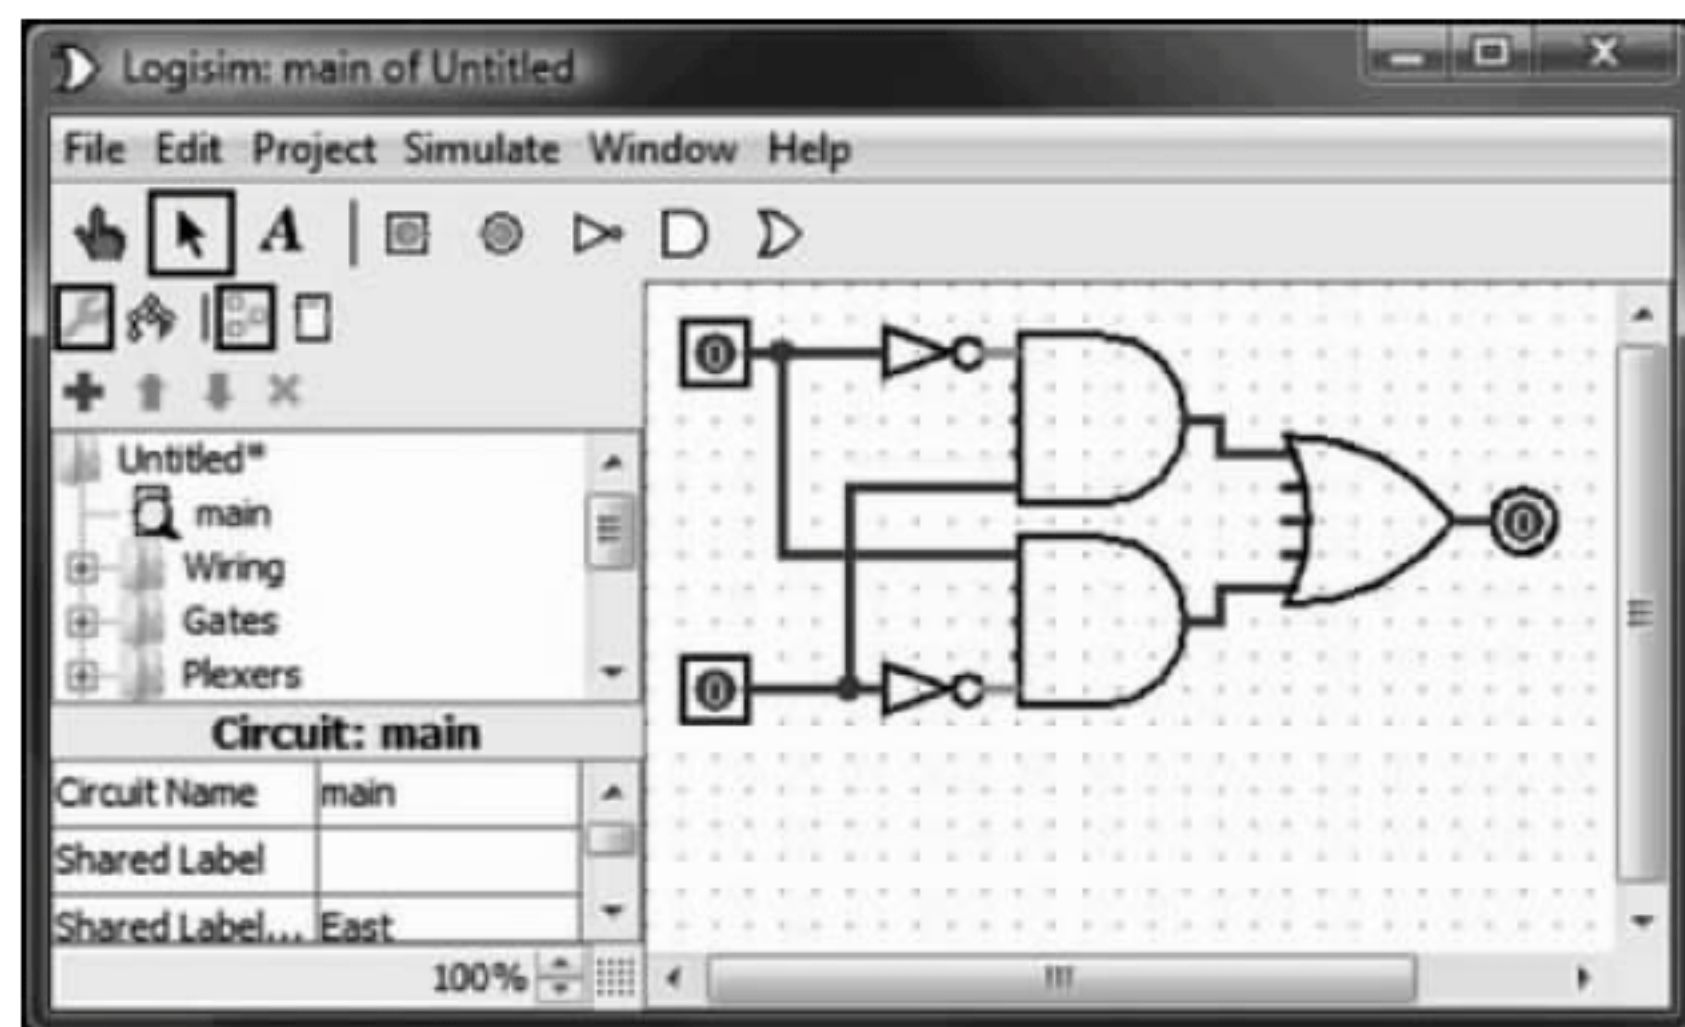 Logisim: main of Untitled
File Edit Project Simulate Window Help
A
Untitled*
main
Wiring
Gates
Plexers
Circuit: main
Circuit Name main
Shared Label
Shared Label... East
100%
0
0
0